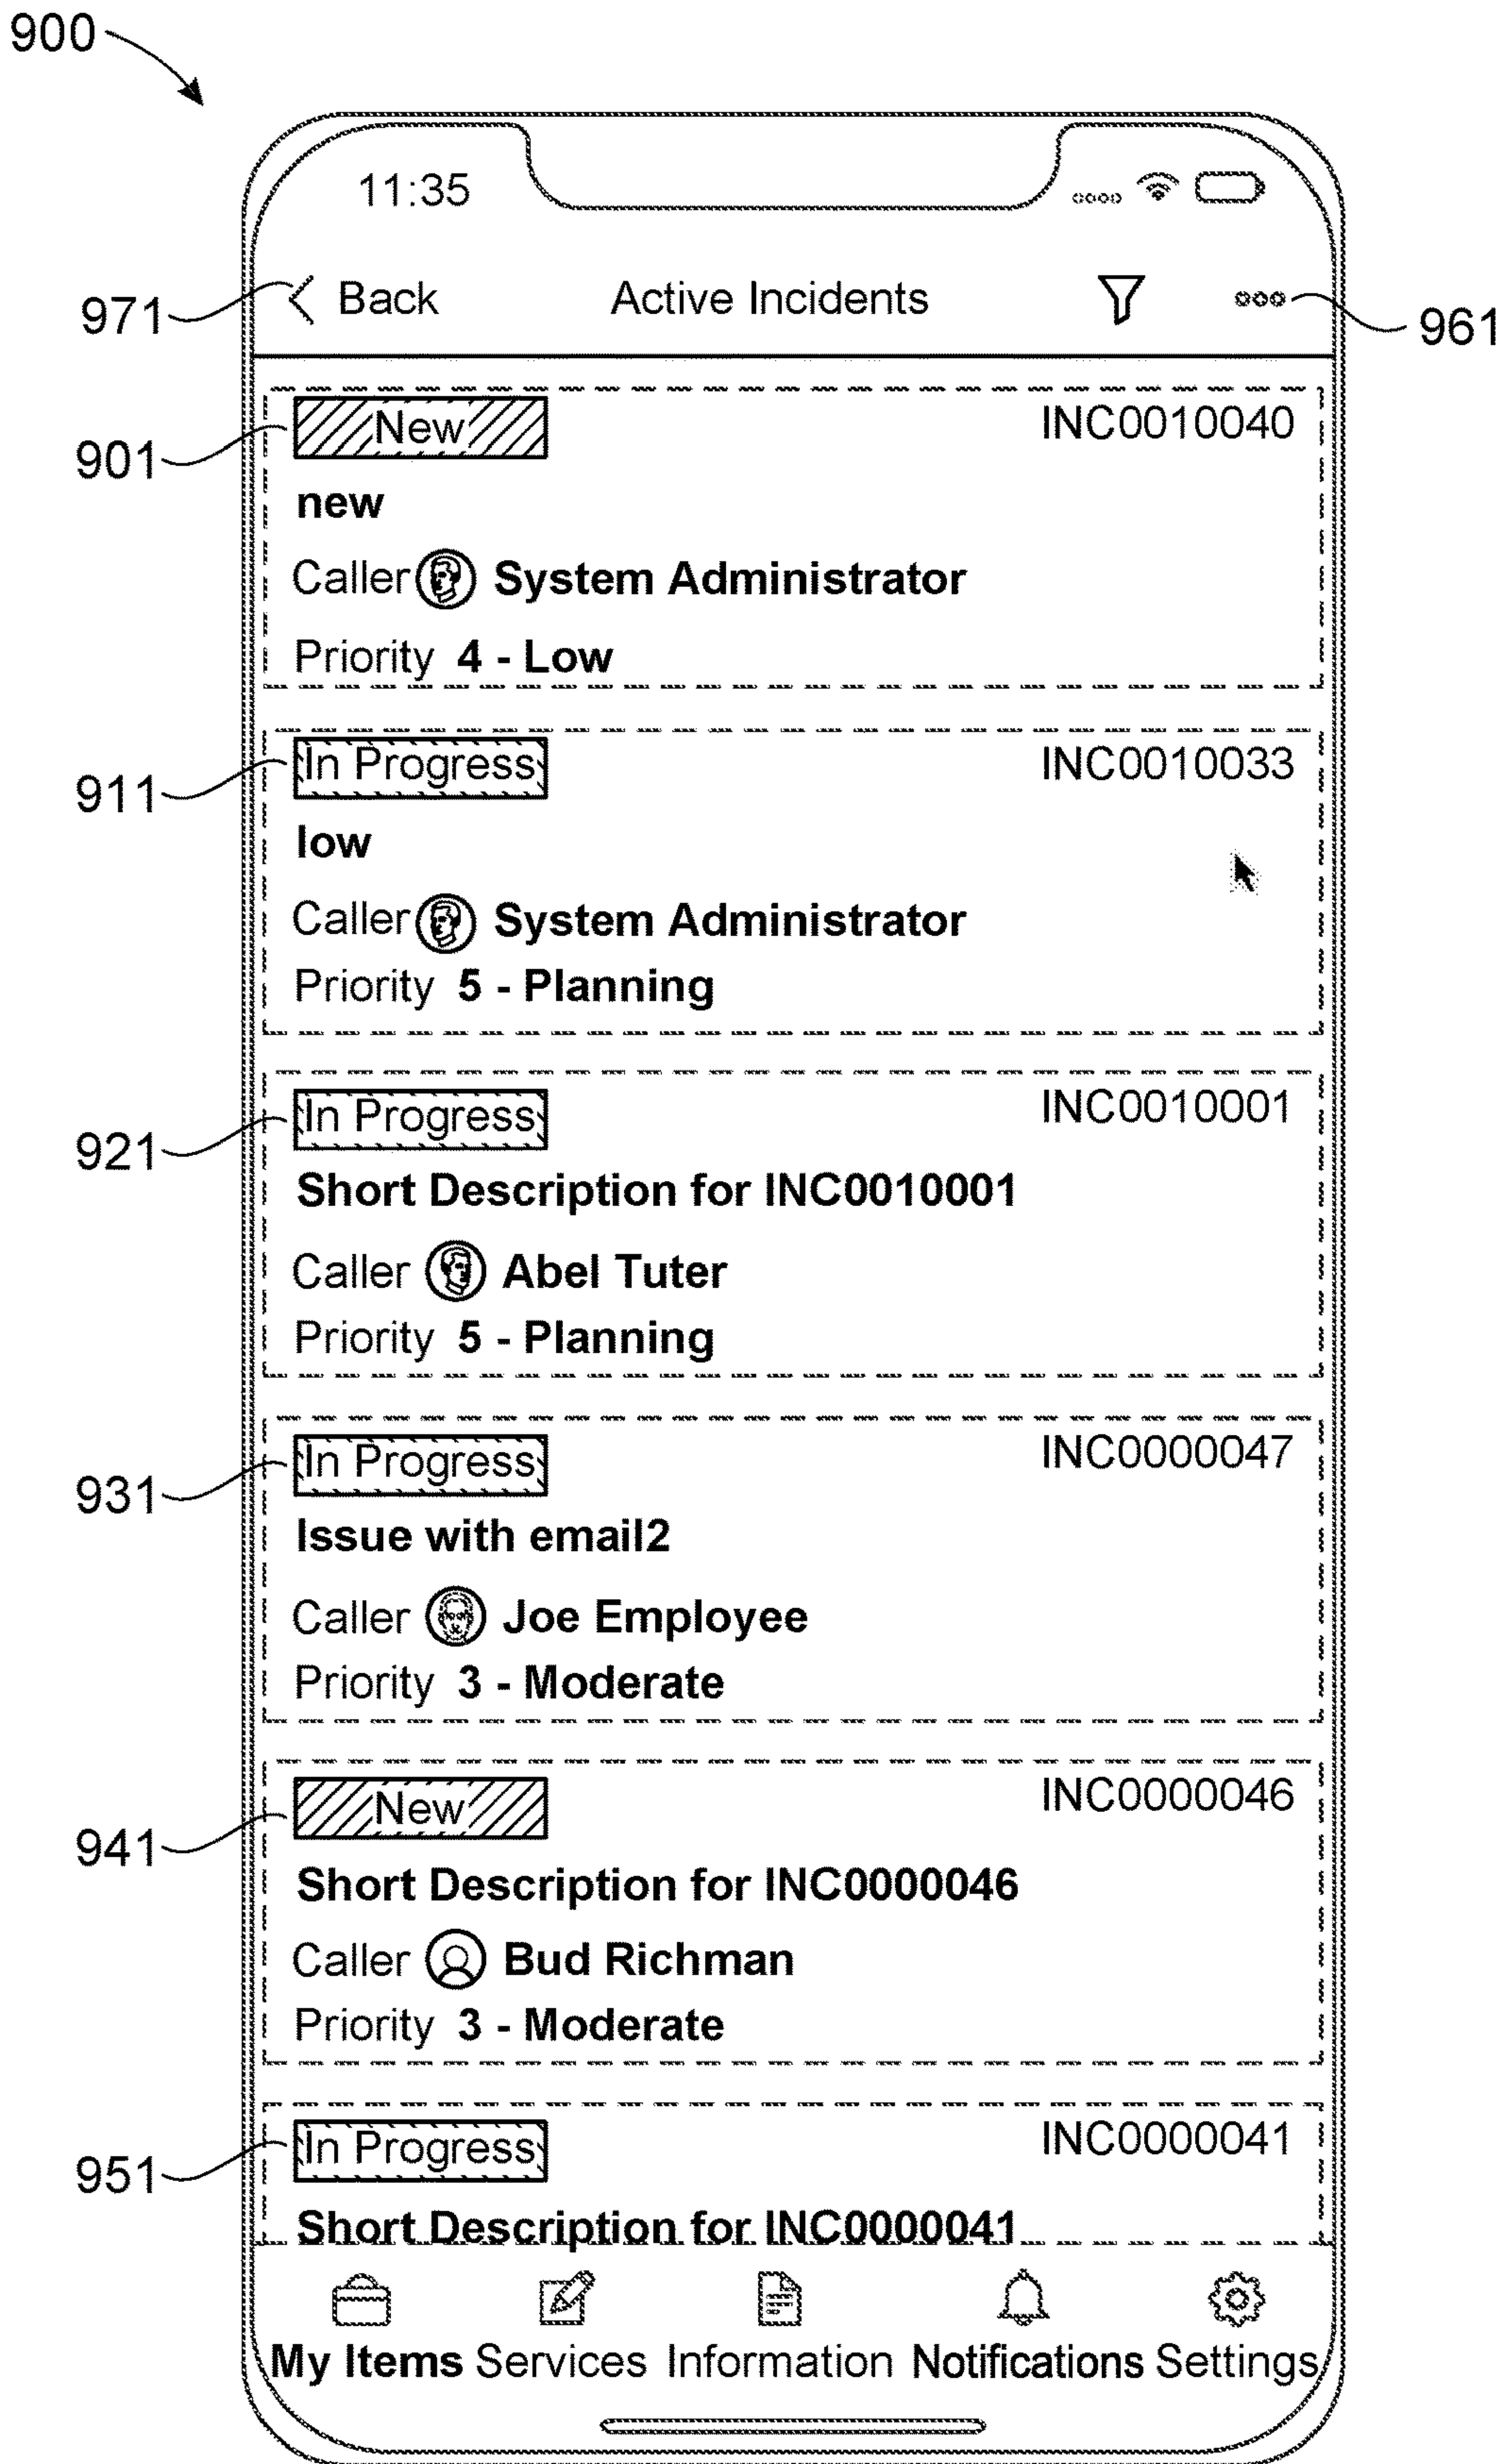 900
11:35
971 Back Active Incidents 961
901 New INC0010040
new
Caller System Administrator
Priority 4 - Low
911 In Progress INC0010033
low
Caller System Administrator
Priority 5 - Planning
921 In Progress INC0010001
Short Description for INC0010001
Caller Abel Tuter
Priority 5 - Planning
931 In Progress INC0000047
Issue with email2
Caller Joe Employee
Priority 3 - Moderate
941 New INC0000046
Short Description for INC0000046
Caller Bud Richman
Priority 3 - Moderate
951 In Progress INC0000041
Short Description for INC0000041
My Items Services Information Notifications Settings